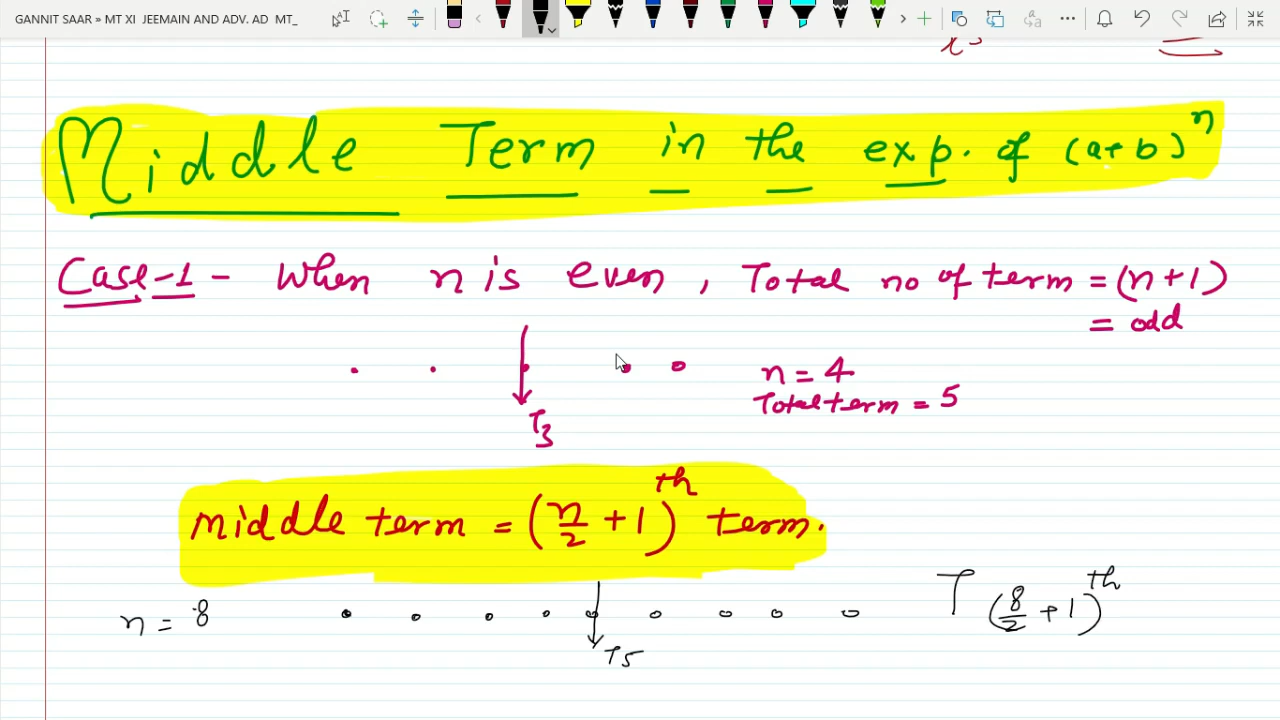 GANNIT SAAR » MT XI JEEMAIN AND ADV. AD MT_
Middle Term in the exp. of (a+b)^n
Case-1 - When n is even, Total no of term = (n+1)
= odd
n = 4
Total term = 5
T3
middle term = (n/2 + 1)^th term.
n = 8
T (8/2 + 1)^th
T5